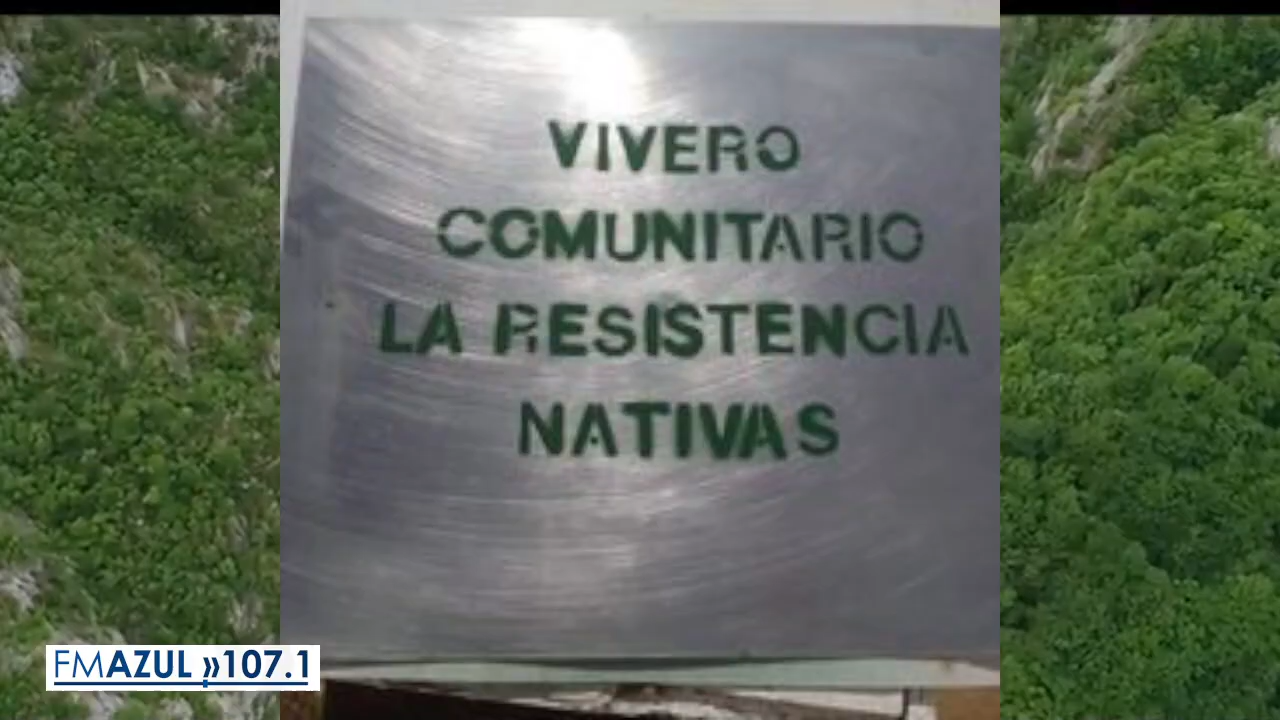 VIVERO
COMUNITARIO
LA RESISTENCIA
NATIVAS
FMAZUL »107.1